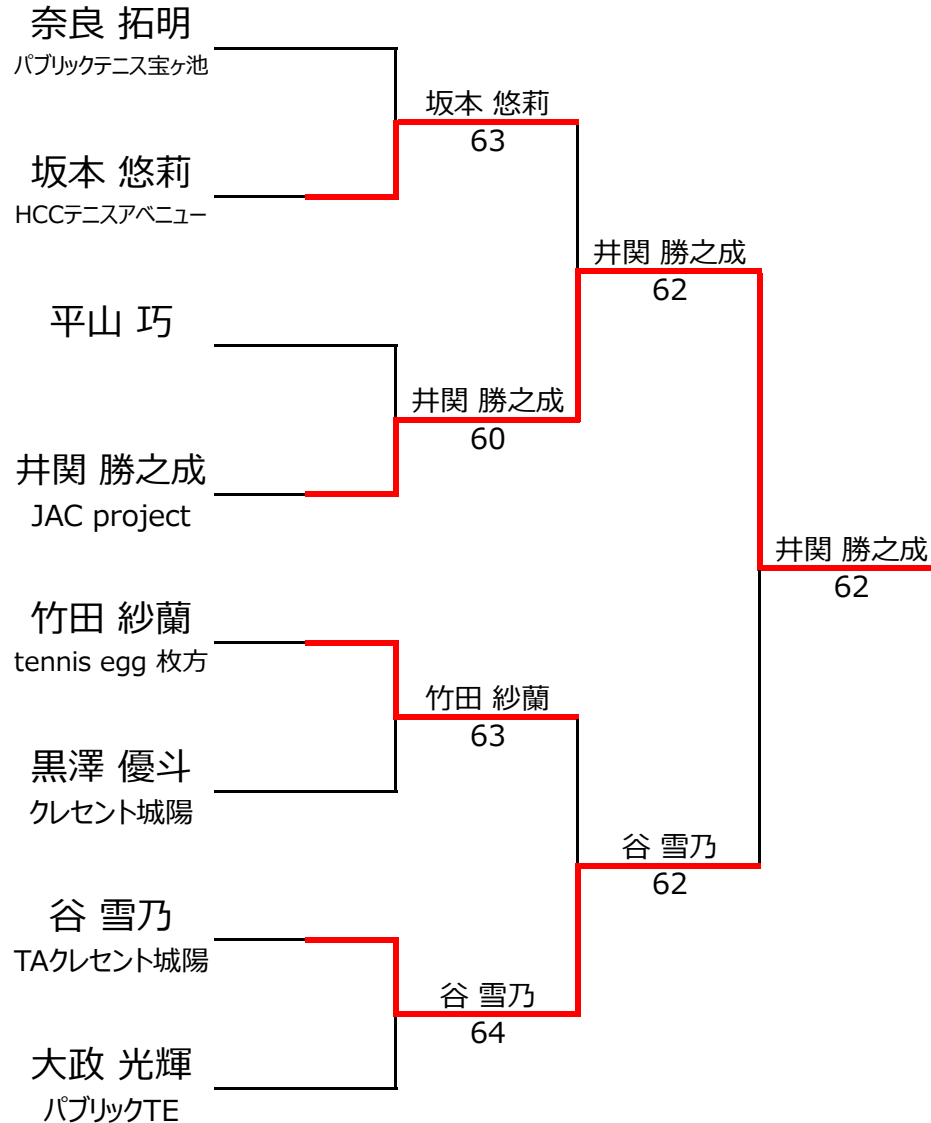 奈良 拓明
パブリックテニス宝ヶ池
坂本 悠莉
63
坂本 悠莉
HCCテニスアベニュー
井関 勝之成
62
平山 巧
井関 勝之成
60
井関 勝之成
JAC project
井関 勝之成
62
竹田 紗蘭
tennis egg 枚方
竹田 紗蘭
63
黒澤 優斗
クレセント城陽
谷 雪乃
62
谷 雪乃
TAクレセント城陽
谷 雪乃
64
大政 光輝
パブリックTE